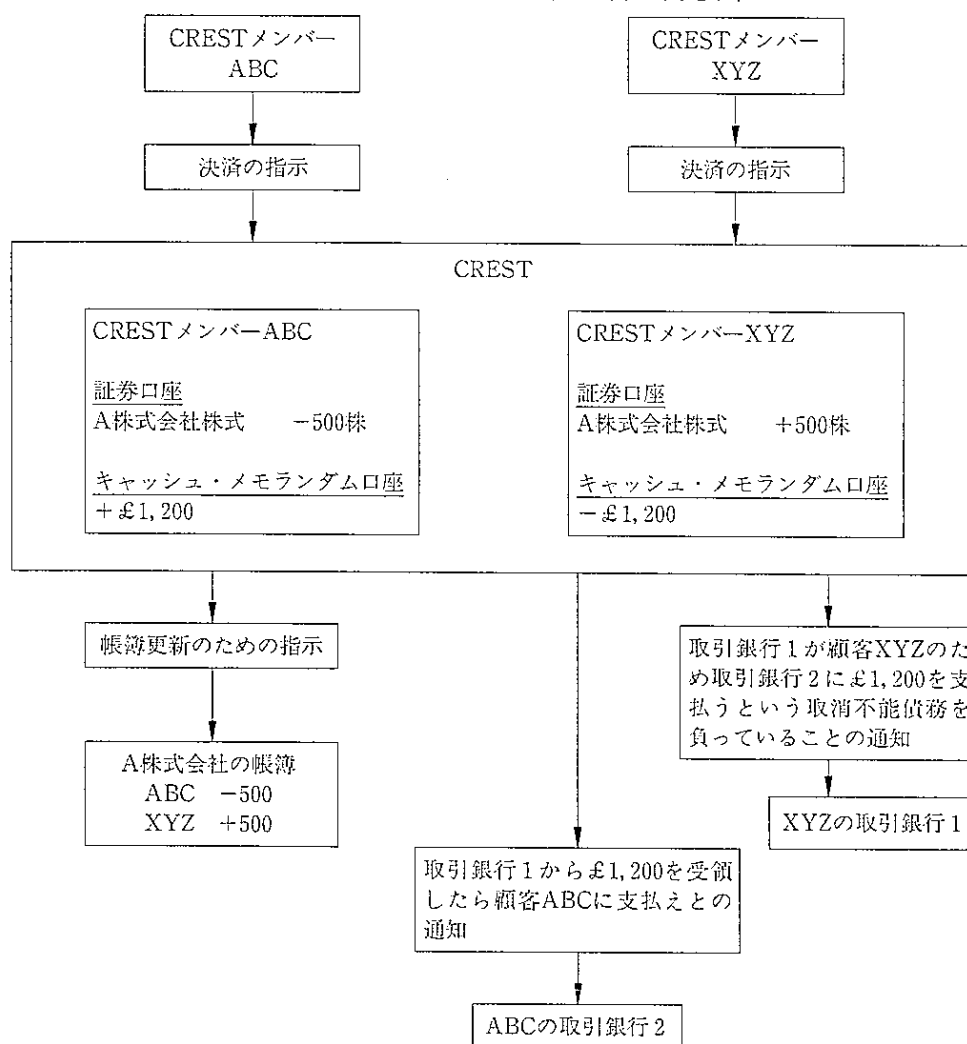 CRESTメンバー
ABC
CRESTメンバー
XYZ
決済の指示
決済の指示
CREST
CRESTメンバーABC
証券口座
A株式会社株式 −500株
キャッシュ・メモランダム口座
+£1,200
CRESTメンバーXYZ
証券口座
A株式会社株式 +500株
キャッシュ・メモランダム口座
−£1,200
帳簿更新のための指示
A株式会社の帳簿
ABC −500
XYZ +500
取引銀行1から£1,200を受領
したら顧客ABCに支払えとの
通知
ABCの取引銀行2
取引銀行1が顧客XYZのた
め取引銀行2に£1,200を支
払うという取消不能債務を
負っていることの通知
XYZの取引銀行1